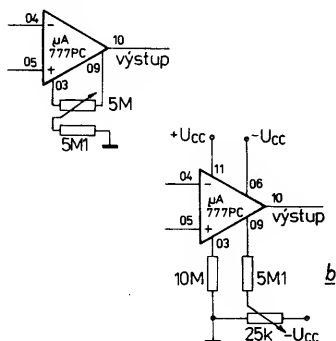 04
μA
777PC
10
výstup
05
03
09
5M
5M1
+Ucc
-Ucc
11
06
04
μA
777PC
10
výstup
05
03
09
10M
5M1
b
25k
-Ucc